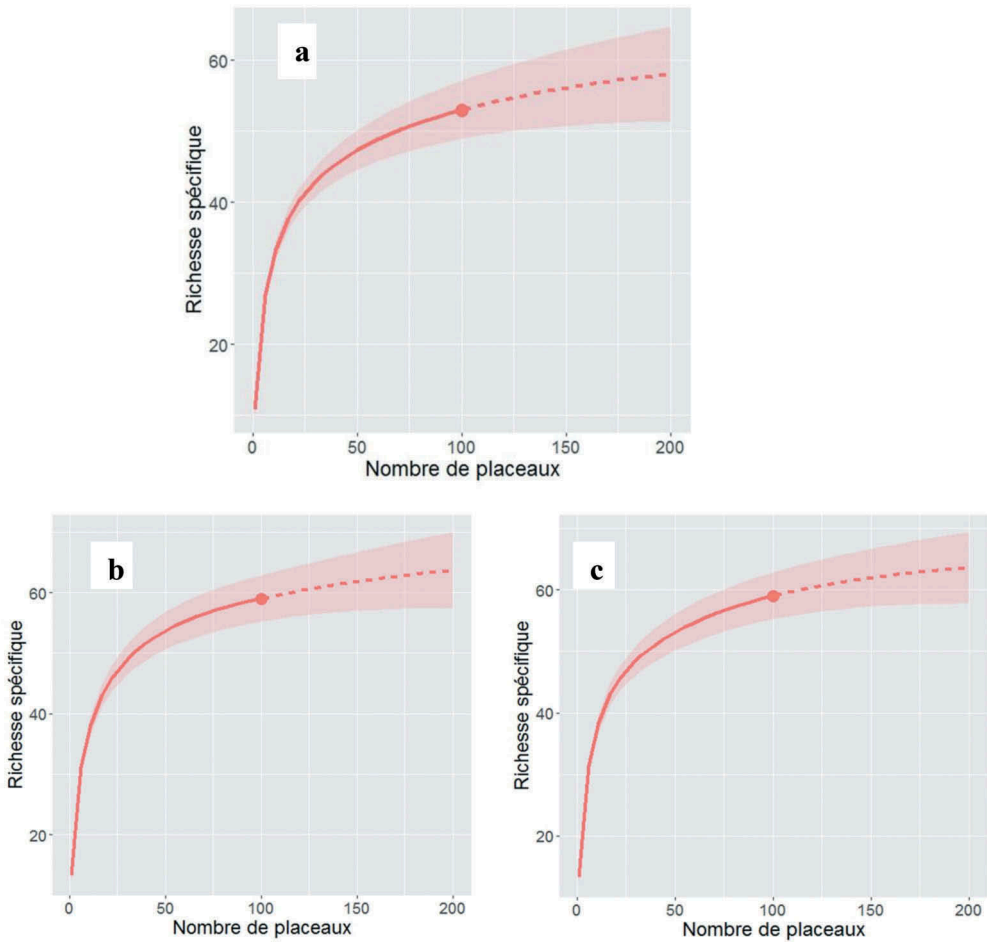 a
Richesse spécifique
60
40
20
0 50 100 150 200
Nombre de placeaux
b
Richesse spécifique
60
40
20
0 50 100 150 200
Nombre de placeaux
c
Richesse spécifique
60
40
20
0 50 100 150 200
Nombre de placeaux